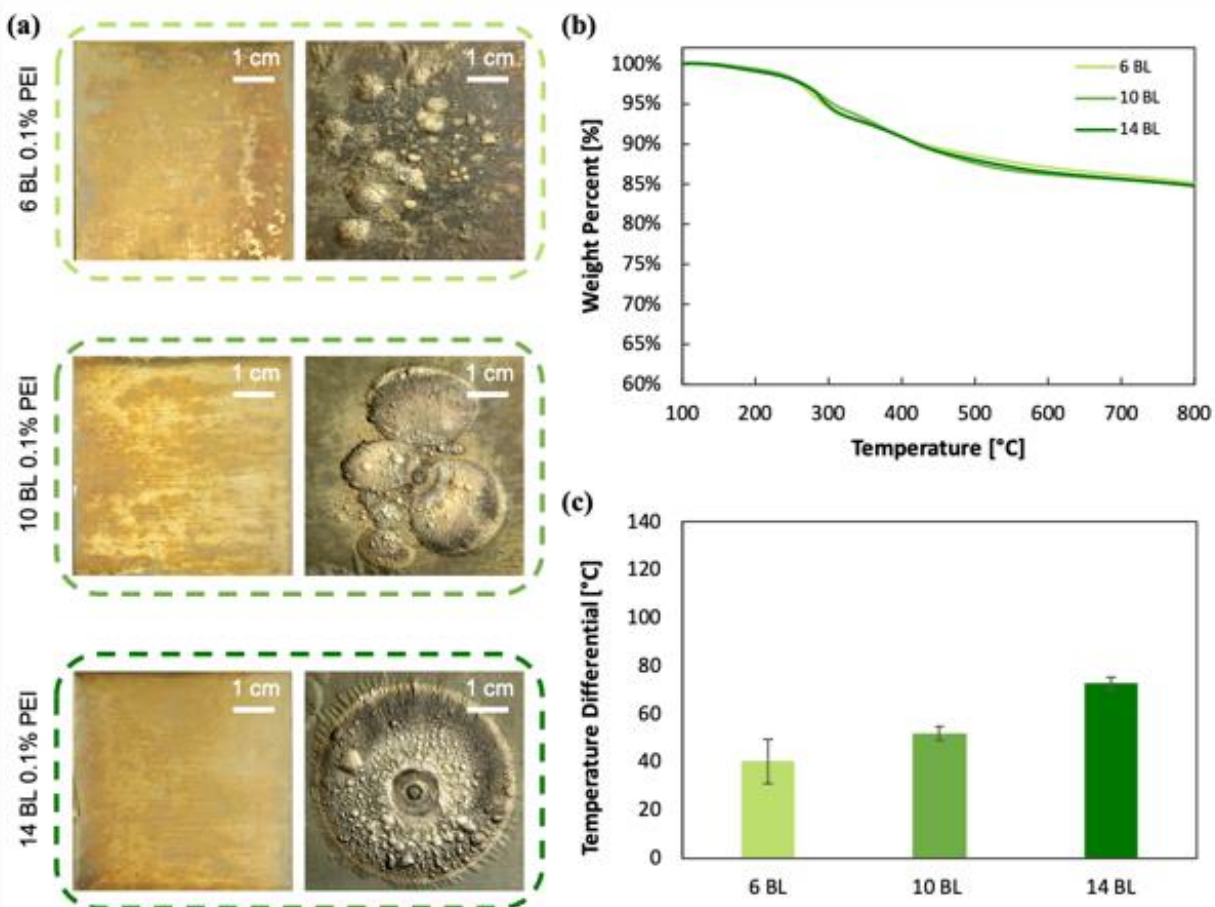 (a)
6 BL 0.1% PEI
1 cm
1 cm
10 BL 0.1% PEI
1 cm
1 cm
14 BL 0.1% PEI
1 cm
1 cm
(b)
Weight Percent [%]
100%
95%
90%
85%
80%
75%
70%
65%
60%
6 BL
10 BL
14 BL
100 200 300 400 500 600 700 800
Temperature [°C]
(c)
Temperature Differential [°C]
140
120
100
80
60
40
20
0
6 BL 10 BL 14 BL